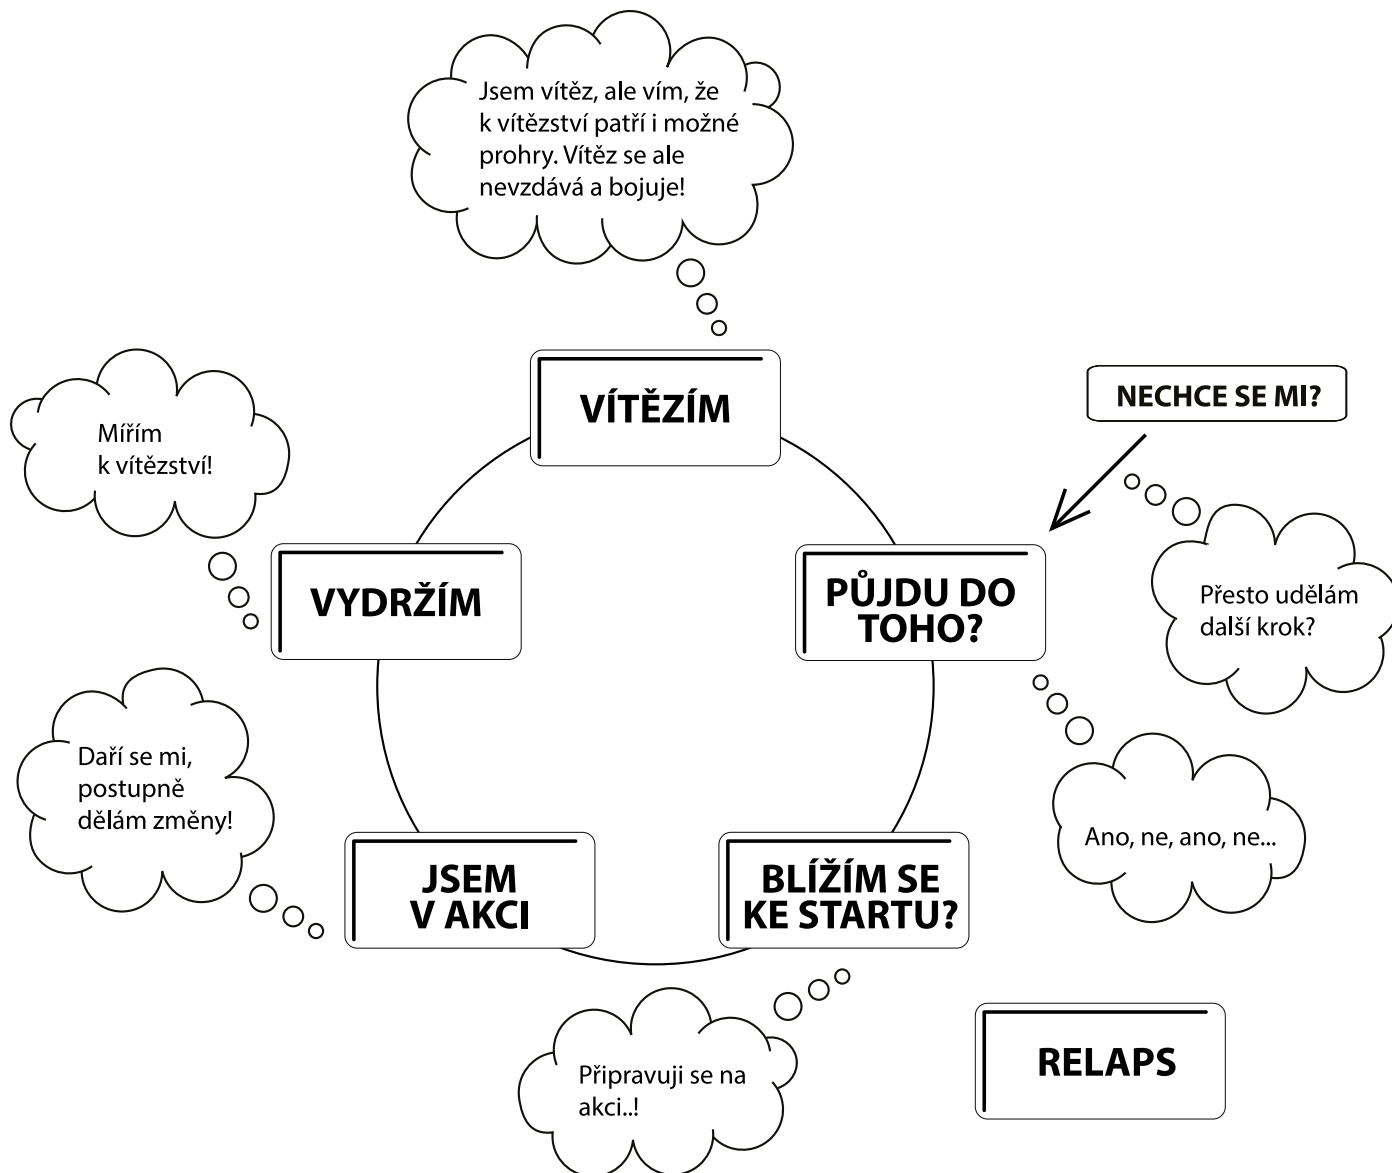 Jsem vítěz, ale vím, že
k vítězství patří i možné
prohry. Vítěz se ale
nevzdává a bojuje!
VÍTĚZÍM
NECHCE SE MI?
Mířím
k vítězství!
VYDRŽÍM
PŮJDU DO
TOHO?
Přesto udělám
další krok?
Daří se mi,
postupně
dělám změny!
Ano, ne, ano, ne...
JSEM
V AKCI
BLÍŽÍM SE
KE STARTU?
Připravuji se na
akci..!
RELAPS